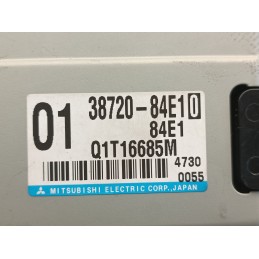 01 38720-84E10
84E1
Q1T16685M
4730
0055
MITSUBISHI ELECTRIC CORP., JAPAN